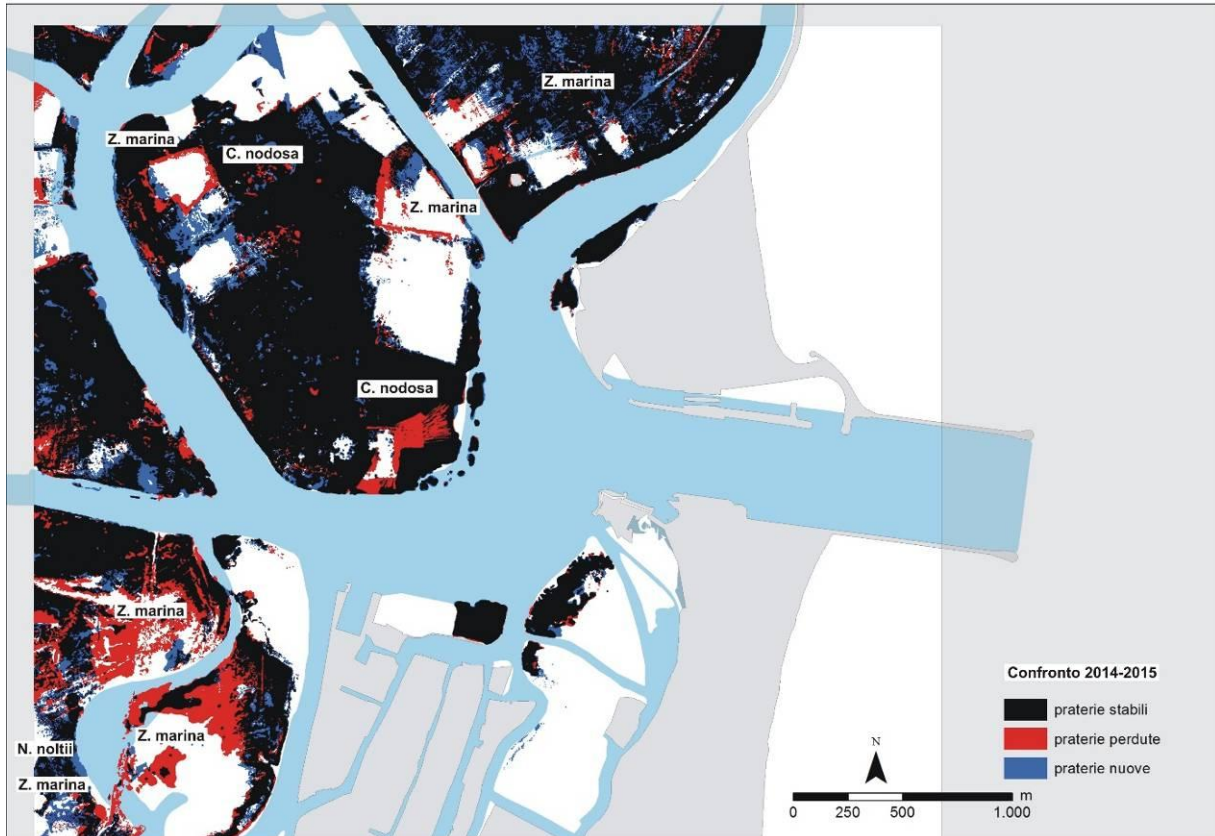 Z. marina
Z. marina
C. nodosa
Z. marina
C. nodosa
Z. marina
Z. marina
N. noltii
Z. marina
Confronto 2014-2015
praterie stabili
praterie perdute
praterie nuove
N
m
0 250 500 1.000